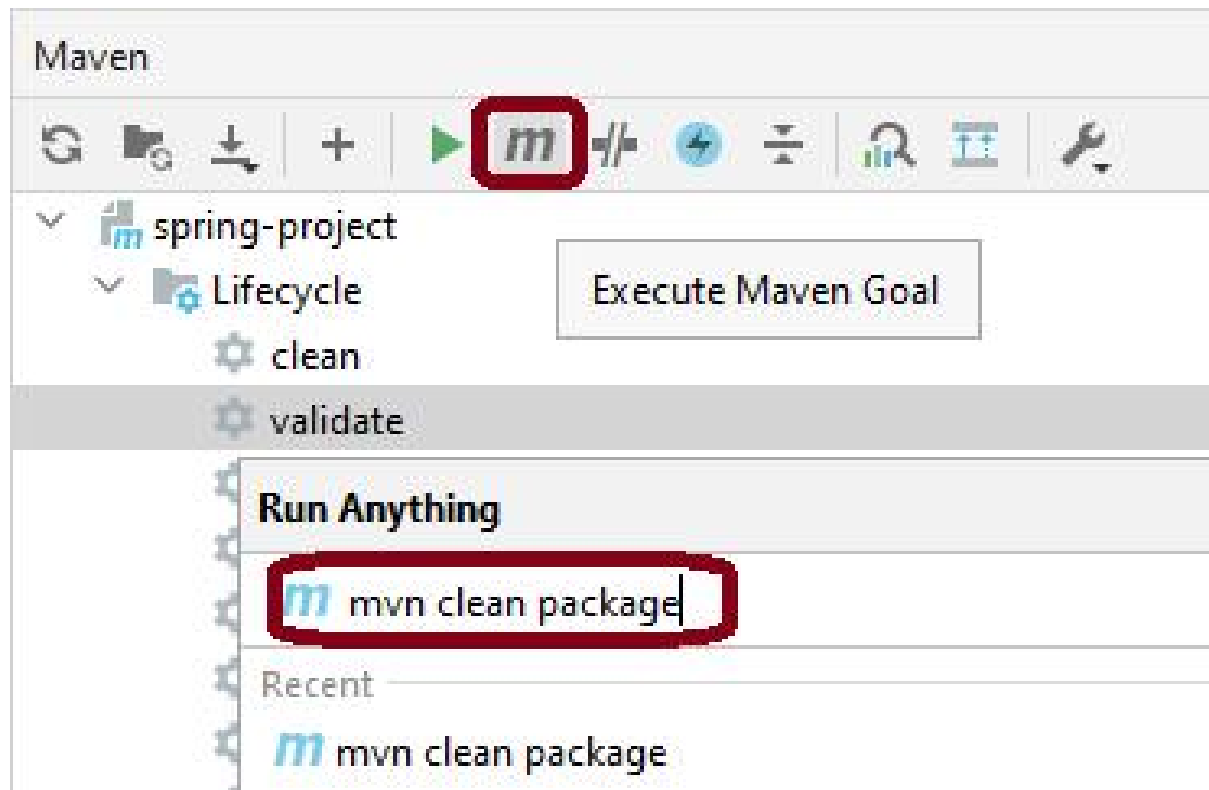 Maven
m
spring-project
Lifecycle
Execute Maven Goal
clean
validate
Run Anything
m mvn clean package
Recent
m mvn clean package